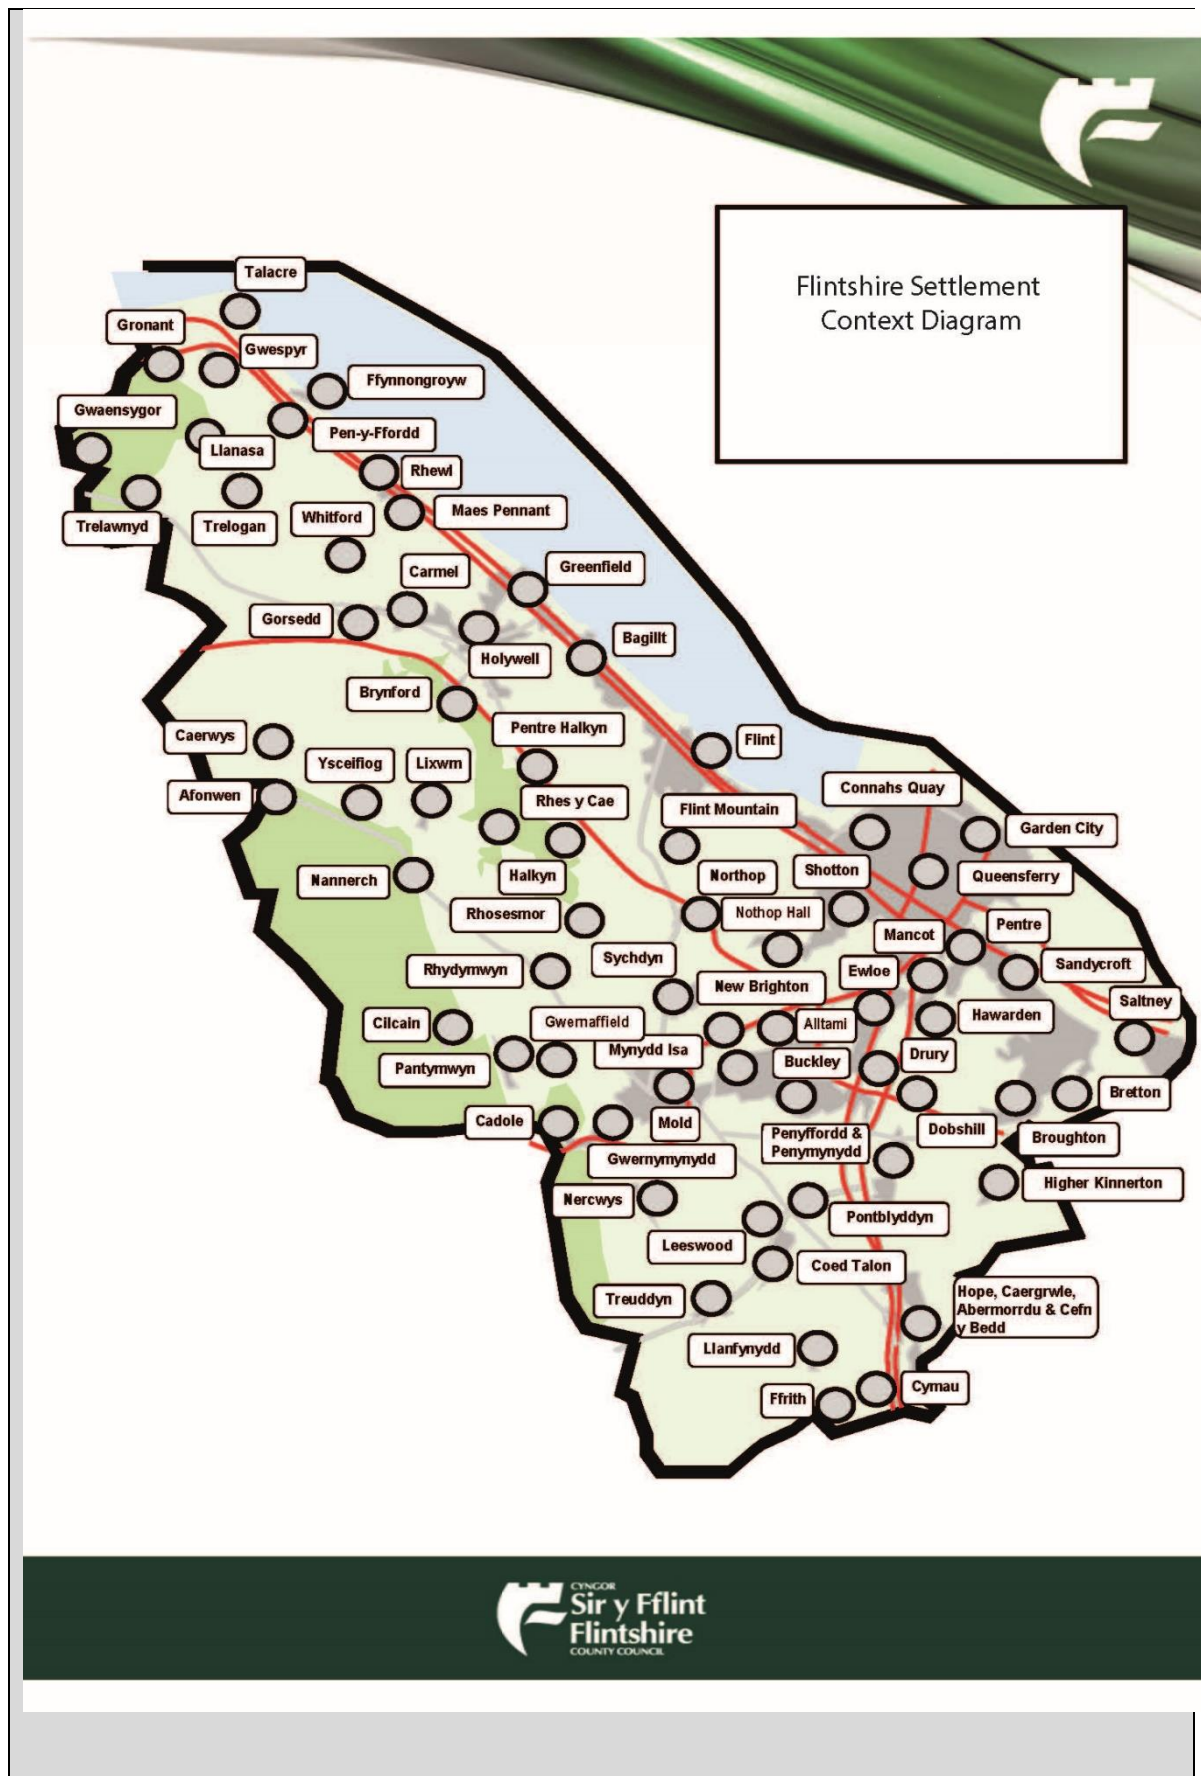 Flintshire Settlement
Context Diagram
Talacre
Gronant
Gwespyr
Ffynnongroyw
Gwaensygor
Pen-y-Ffordd
Llanasa
Rhewl
Trelawnyd
Trelogan
Whitford
Maes Pennant
Carmel
Greenfield
Gorsedd
Holywell
Bagillt
Brynford
Pentre Halkyn
Caerwys
Flint
Ysceifiog
Lixwm
Afonwen
Rhes y Cae
Flint Mountain
Connahs Quay
Garden City
Nannerch
Halkyn
Northop
Shotton
Queensferry
Rhosesmor
Nothop Hall
Mancot
Pentre
Rhydymwyn
Sychdyn
Ewloe
Sandycroft
New Brighton
Saltney
Cilcain
Gwernaffield
Alltami
Hawarden
Pantymwyn
Mynydd Isa
Buckley
Drury
Bretton
Cadole
Mold
Penyffordd &
Penymynydd
Dobshill
Broughton
Gwernymynydd
Higher Kinnerton
Nercwys
Pontblyddyn
Leeswood
Coed Talon
Treuddyn
Hope, Caergrwle,
Abermorrdu & Cefn
y Bedd
Llanfynydd
Ffrith
Cymau
CYNGOR
Sir y Fflint
Flintshire
COUNTY COUNCIL